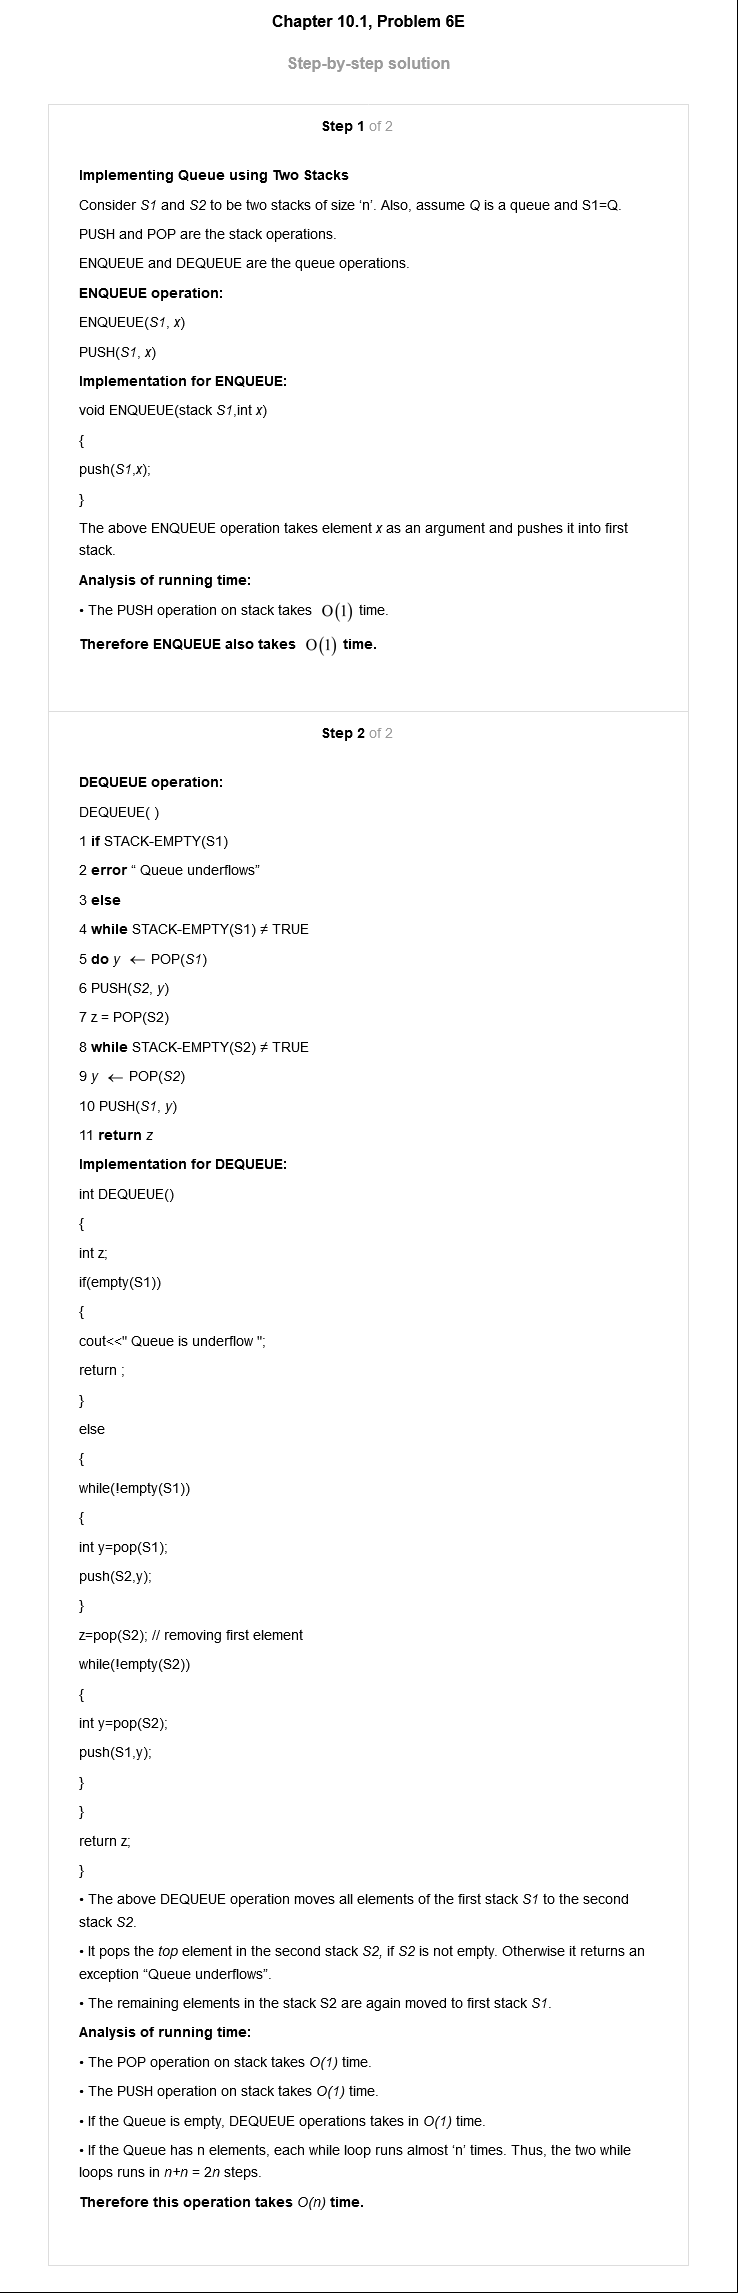 Chapter 10.1, Problem 6E
Step-by-step solution
Step 1 of 2
Implementing Queue using Two Stacks
Consider S1 and S2 to be two stacks of size ‘n’. Also, assume Q is a queue and S1=Q.
PUSH and POP are the stack operations.
ENQUEUE and DEQUEUE are the queue operations.
ENQUEUE operation:
ENQUEUE(S1, x)
PUSH(S1, x)
Implementation for ENQUEUE:
void ENQUEUE(stack S1,int x)
{
push(S1,x);
}
The above ENQUEUE operation takes element x as an argument and pushes it into first
stack.
Analysis of running time:
• The PUSH operation on stack takes O(1) time.
Therefore ENQUEUE also takes O(1) time.
Step 2 of 2
DEQUEUE operation:
DEQUEUE( )
1 if STACK-EMPTY(S1)
2 error “ Queue underflows”
3 else
4 while STACK-EMPTY(S1) ≠ TRUE
5 do y ← POP(S1)
6 PUSH(S2, y)
7 z = POP(S2)
8 while STACK-EMPTY(S2) ≠ TRUE
9 y ← POP(S2)
10 PUSH(S1, y)
11 return z
Implementation for DEQUEUE:
int DEQUEUE()
{
int z;
if(empty(S1))
{
cout<<" Queue is underflow ";
return ;
}
else
{
while(!empty(S1))
{
int y=pop(S1);
push(S2,y);
}
z=pop(S2); // removing first element
while(!empty(S2))
{
int y=pop(S2);
push(S1,y);
}
}
return z;
}
• The above DEQUEUE operation moves all elements of the first stack S1 to the second
stack S2.
• It pops the top element in the second stack S2, if S2 is not empty. Otherwise it returns an
exception “Queue underflows”.
• The remaining elements in the stack S2 are again moved to first stack S1.
Analysis of running time:
• The POP operation on stack takes O(1) time.
• The PUSH operation on stack takes O(1) time.
• If the Queue is empty, DEQUEUE operations takes in O(1) time.
• If the Queue has n elements, each while loop runs almost ‘n’ times. Thus, the two while
loops runs in n+n = 2n steps.
Therefore this operation takes O(n) time.